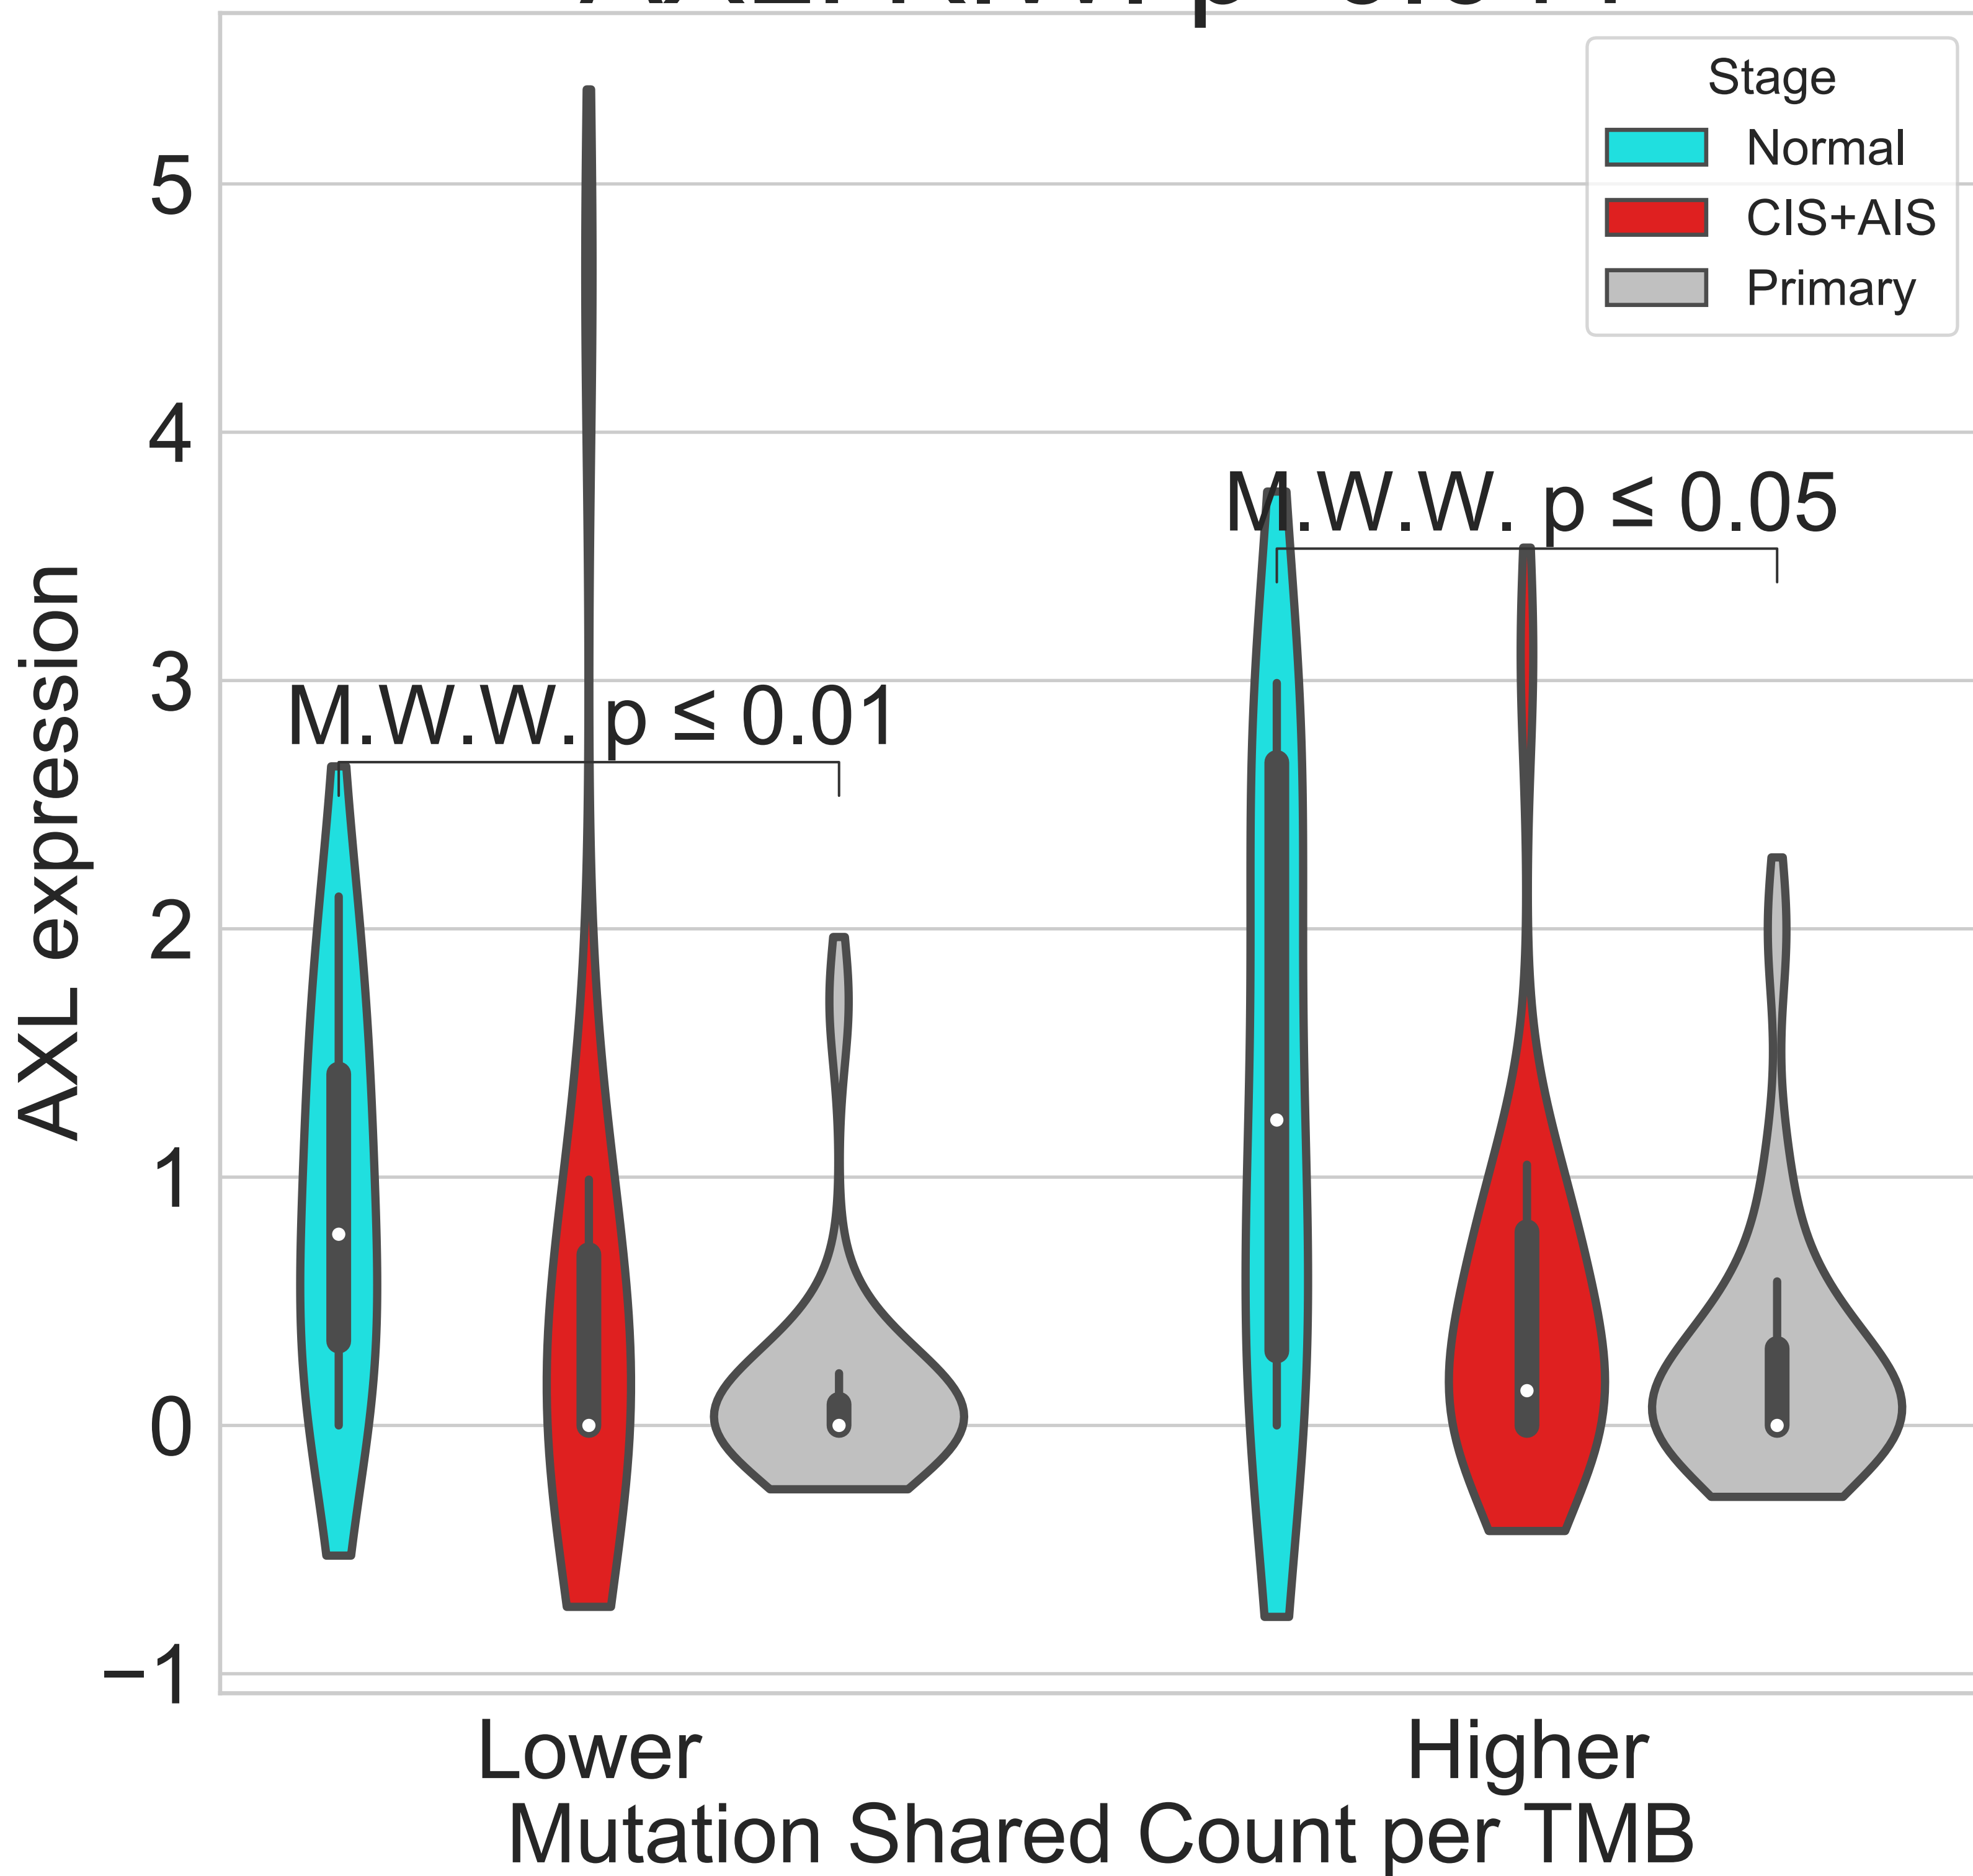 Stage
Normal
CIS+AIS
Primary
5
4
3
2
1
0
−1
AXL expression
M.W.W. p ≤ 0.01
M.W.W. p ≤ 0.05
Lower
Higher
Mutation Shared Count per TMB